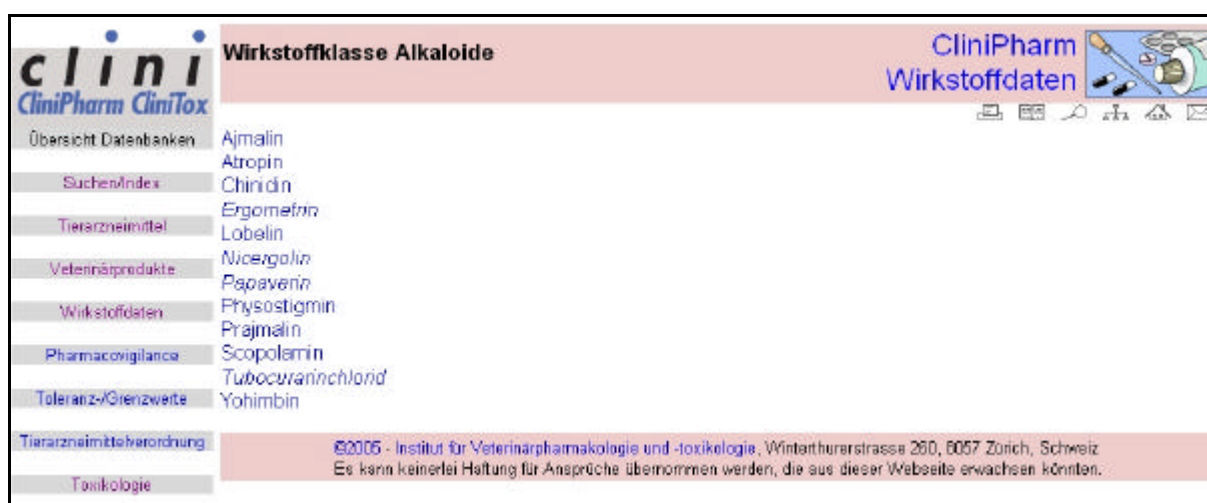 clini
CliniPharm CliniTox
Wirkstoffklasse Alkaloide
CliniPharm
Wirkstoffdaten
Übersicht Datenbanken
Suchen/Index
Tierarzneimittel
Veterinärprodukte
Wirkstoffdaten
Pharmacovigilance
Toleranz-/Grenzwerte
Tierarzneimittelverordnung
Toxikologie
Ajmalin
Atropin
Chinidin
Ergometrin
Lobelin
Nicergolin
Papaverin
Physostigmin
Prajmalin
Scopolamin
Tubocurarinchlorid
Yohimbin
©2005 - Institut für Veterinärpharmakologie und -toxikologie, Winterthurerstrasse 260, 8057 Zürich, Schweiz
Es kann keinerlei Haftung für Ansprüche übernommen werden, die aus dieser Webseite erwachsen könnten.